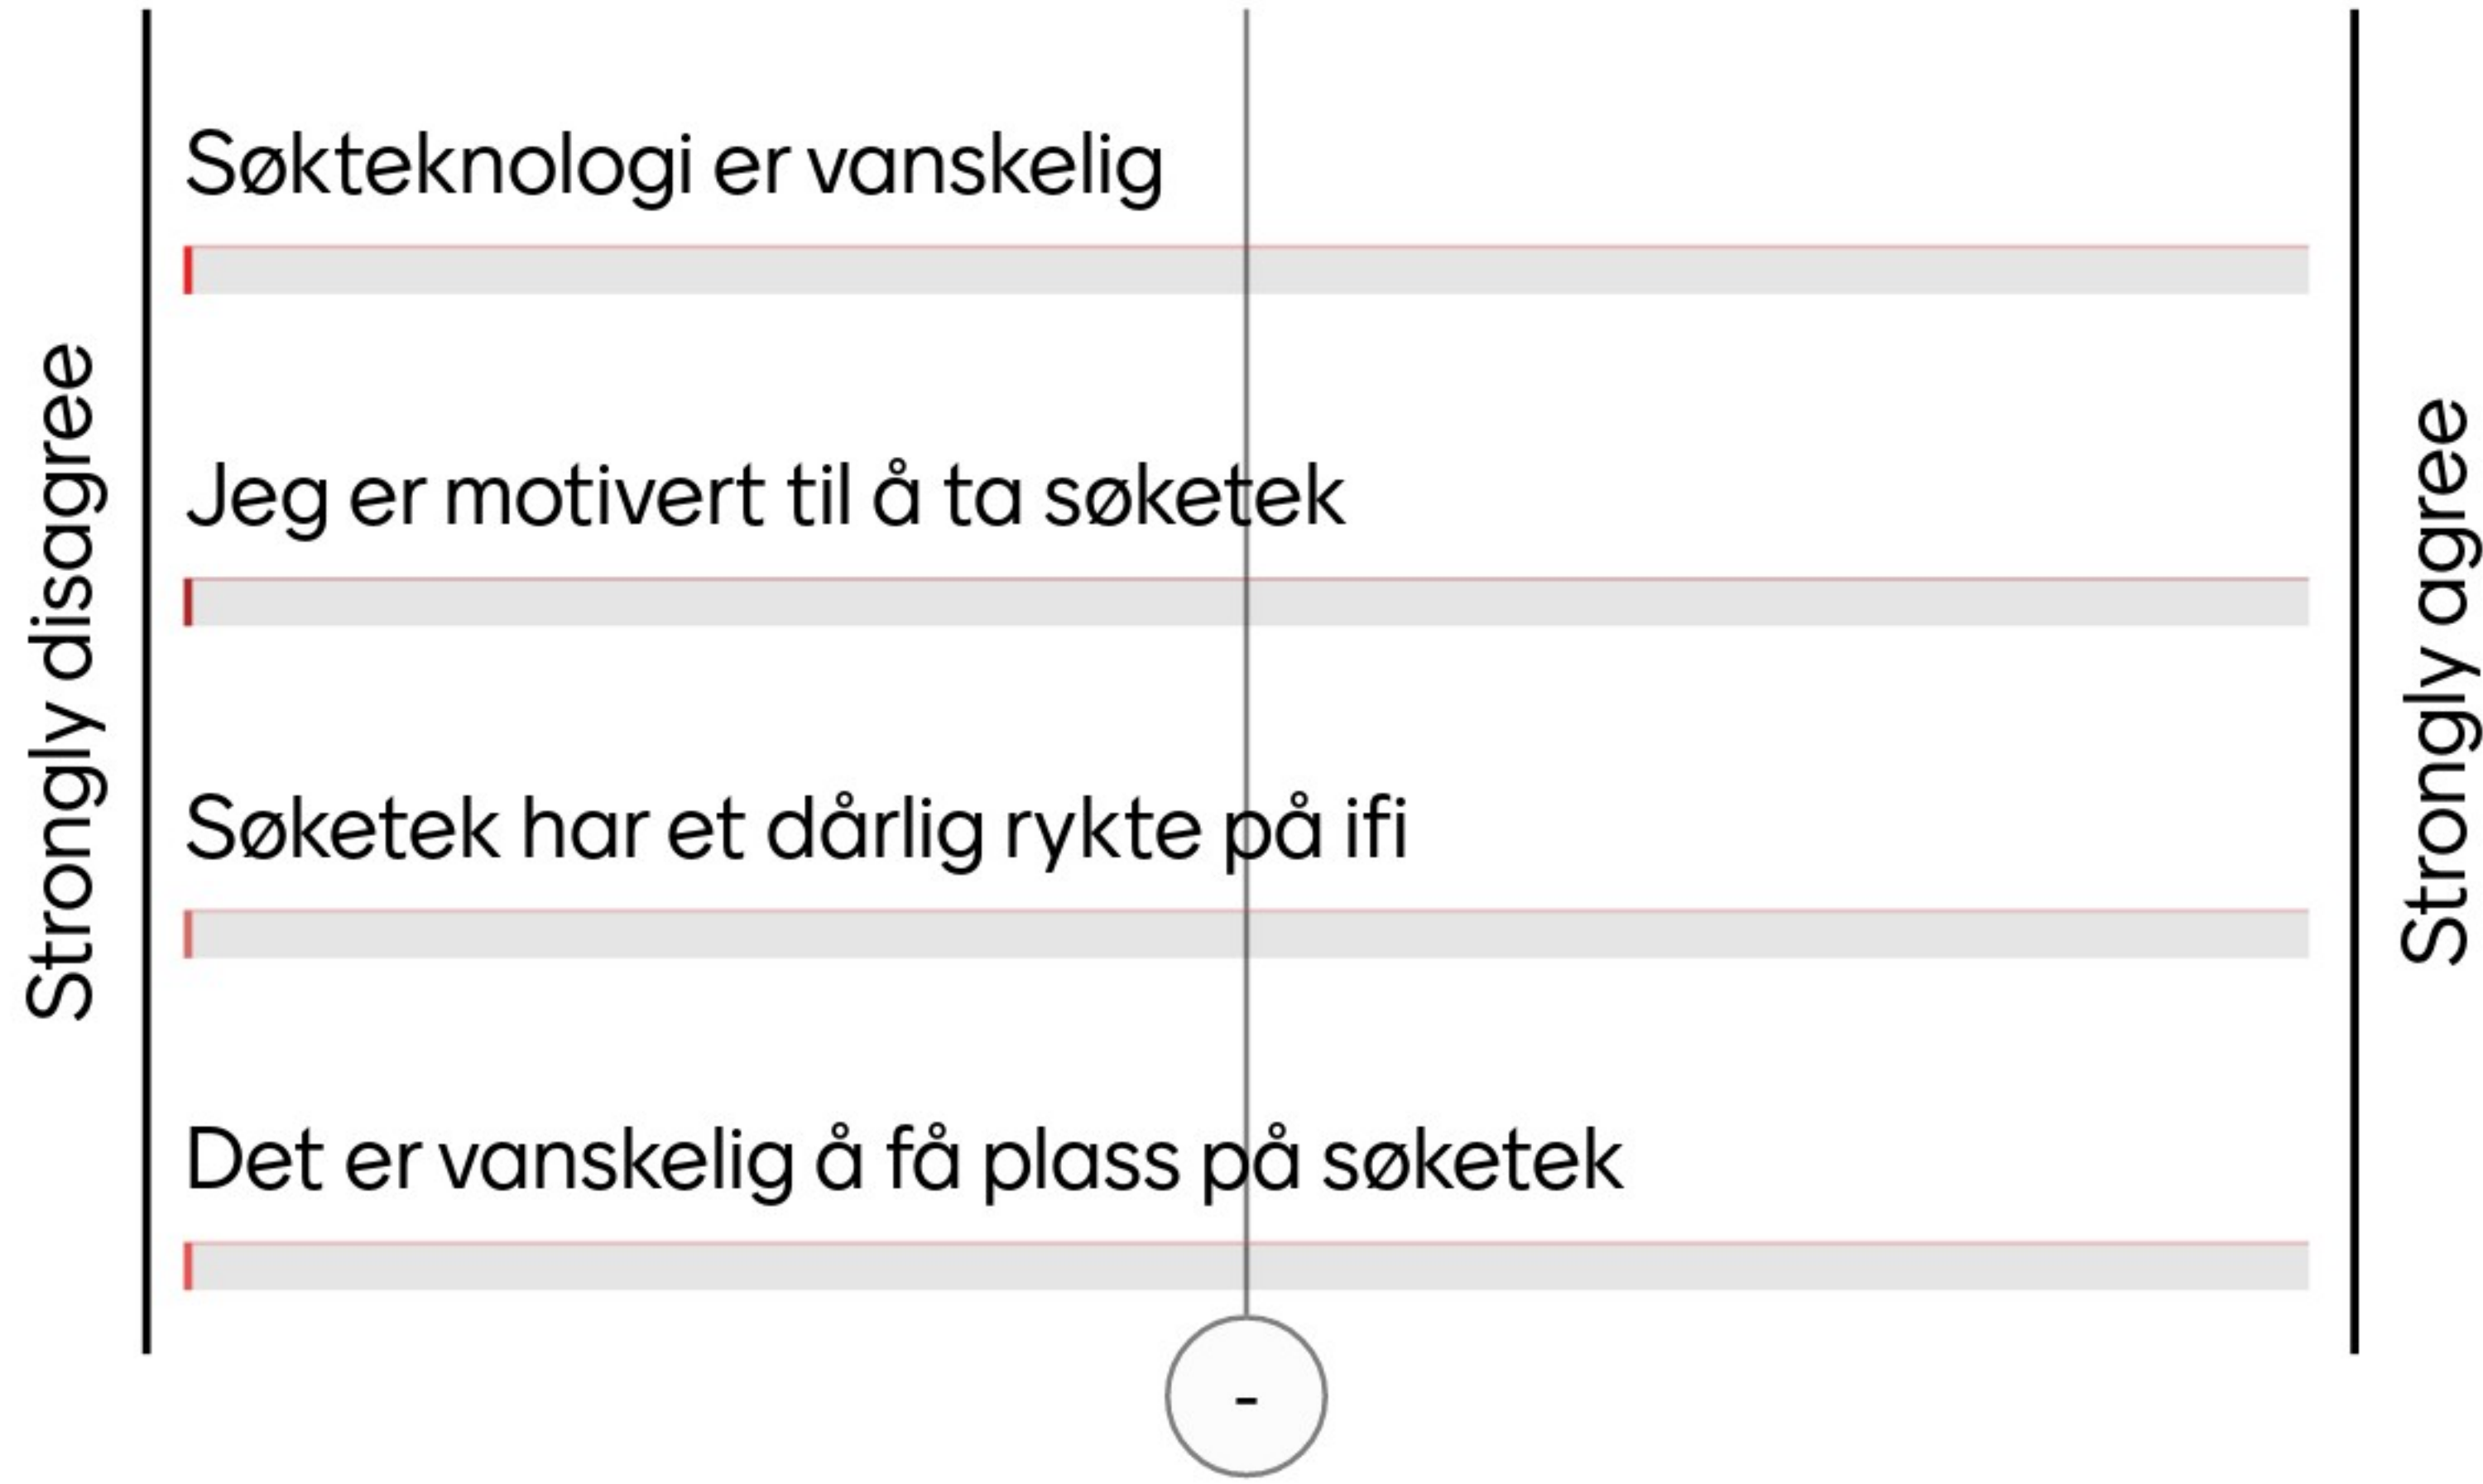 Strongly disagree
Søkteknologi er vanskelig
Jeg er motivert til å ta søketek
Søketek har et dårlig rykte på ifi
Det er vanskelig å få plass på søketek
Strongly agree
-